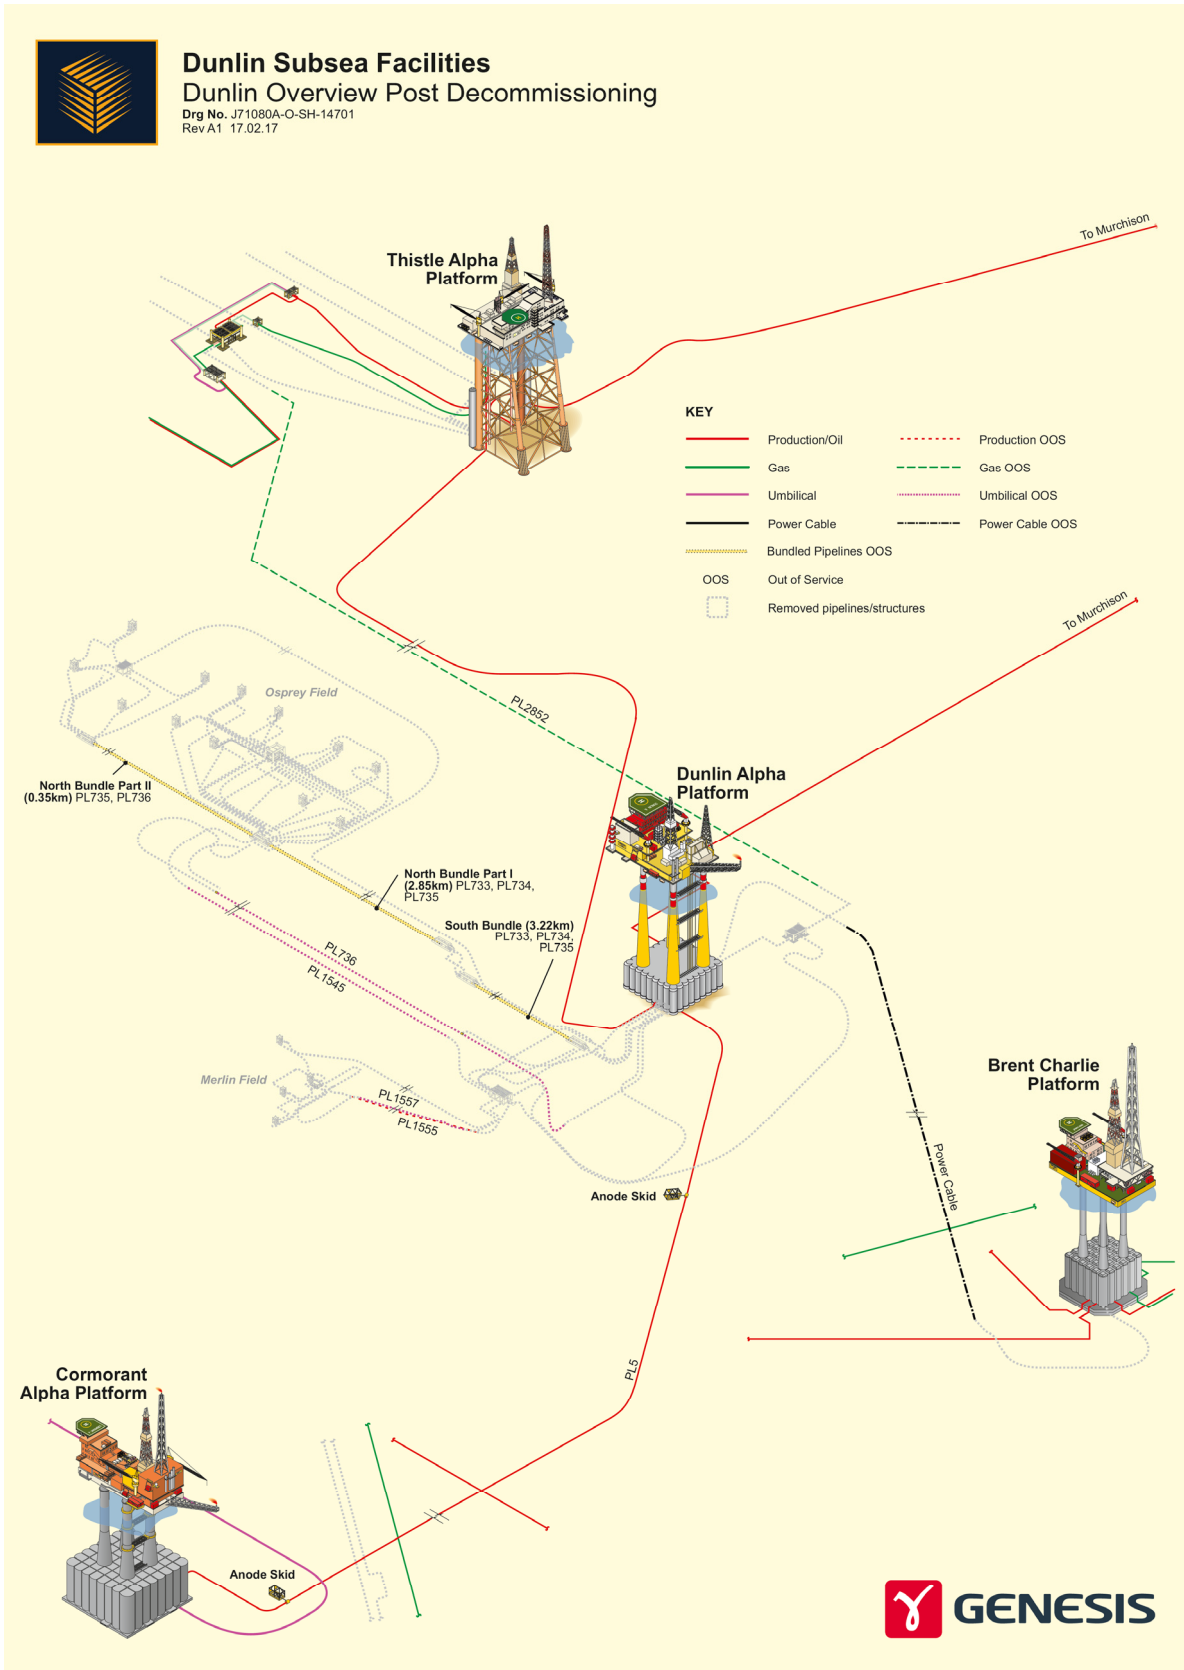 Dunlin Subsea Facilities
Dunlin Overview Post Decommissioning
Drg No. J71080A-O-SH-14701
Rev A1 17.02.17
To Murchison
Thistle Alpha
Platform
KEY
Production/Oil
Production OOS
Gas
Gas OOS
Umbilical
Umbilical OOS
Power Cable
Power Cable OOS
Bundled Pipelines OOS
OOS
Out of Service
Removed pipelines/structures
To Murchison
Osprey Field
PL2852
Dunlin Alpha
Platform
North Bundle Part II
(0.35km) PL735, PL736
North Bundle Part I
(2.85km) PL733, PL734,
PL735
South Bundle (3.22km)
PL733, PL734,
PL735
PL736
PL1545
Merlin Field
PL1557
PL1555
Brent Charlie
Platform
Power Cable
Anode Skid
PL5
Cormorant
Alpha Platform
Anode Skid
GENESIS